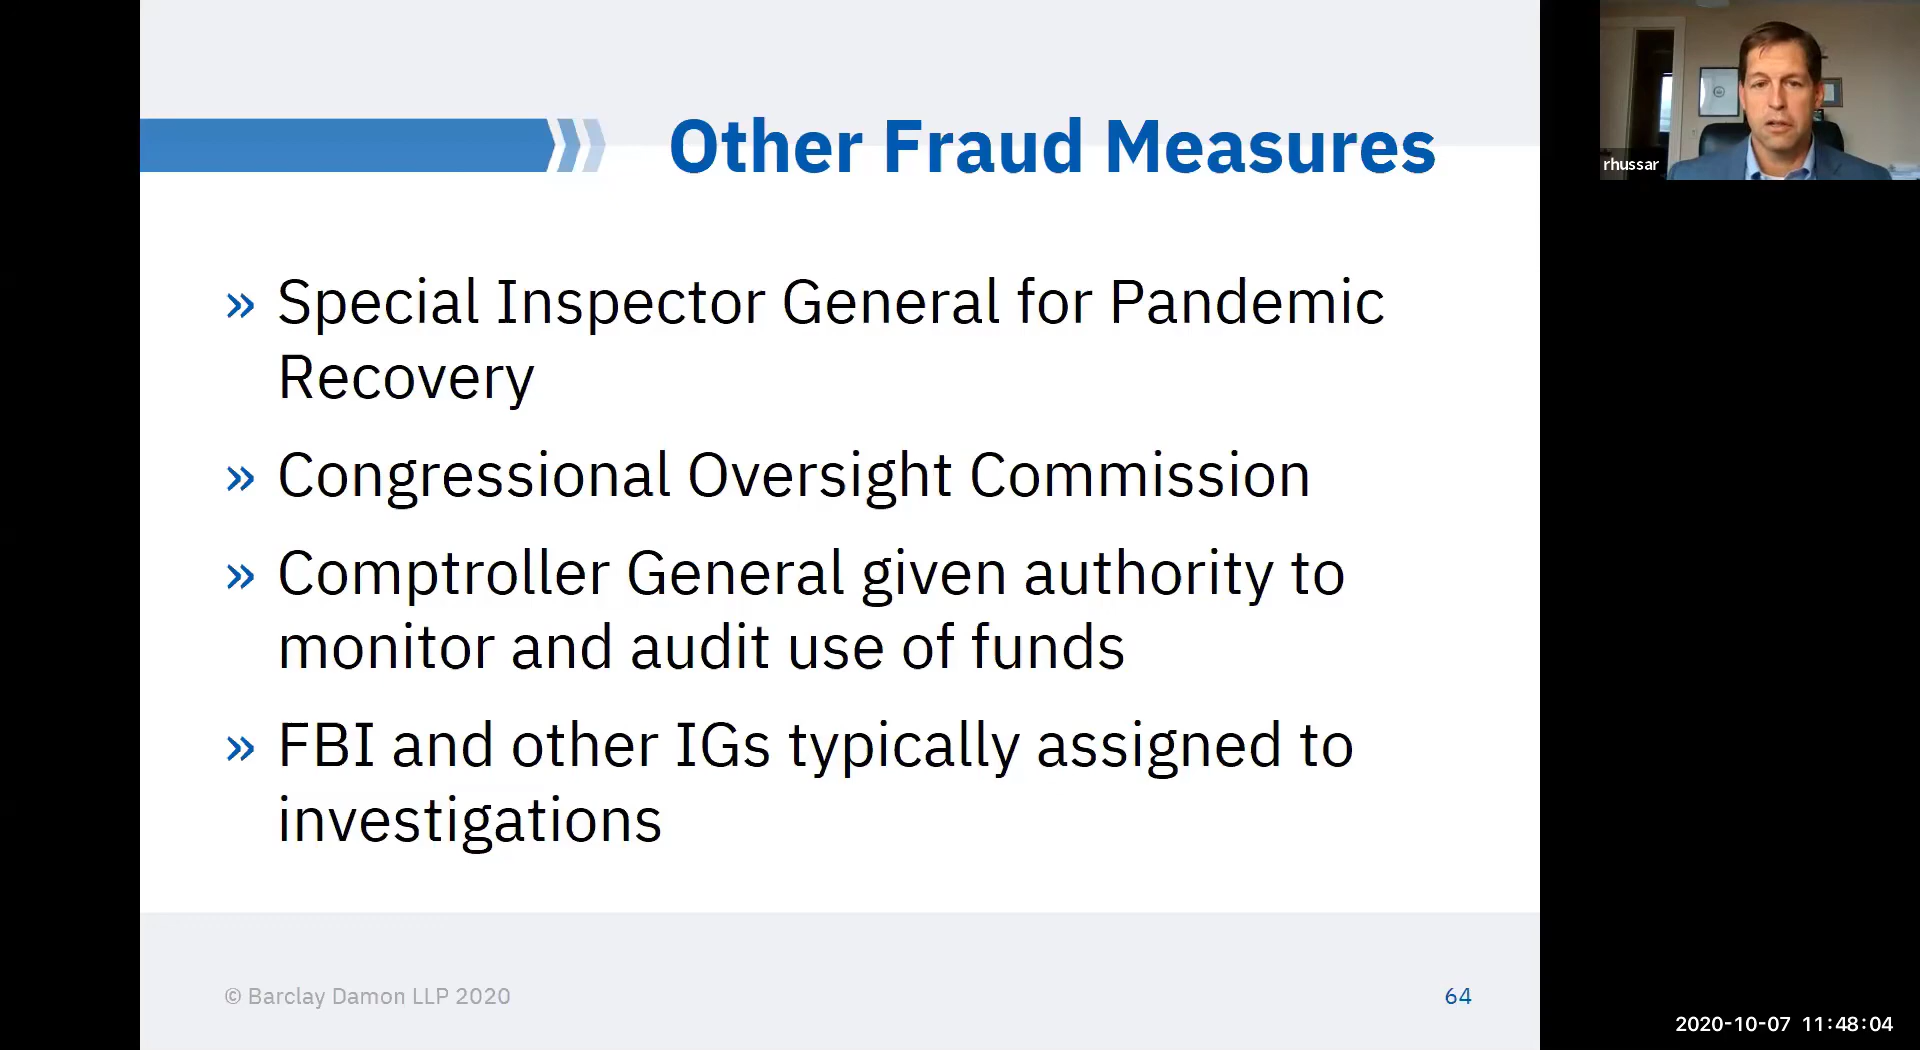 Other Fraud Measures
rhussar
» Special Inspector General for Pandemic
Recovery
» Congressional Oversight Commission
» Comptroller General given authority to
monitor and audit use of funds
» FBI and other IGs typically assigned to
investigations
© Barclay Damon LLP 2020
64
2020-10-07 11:48:04